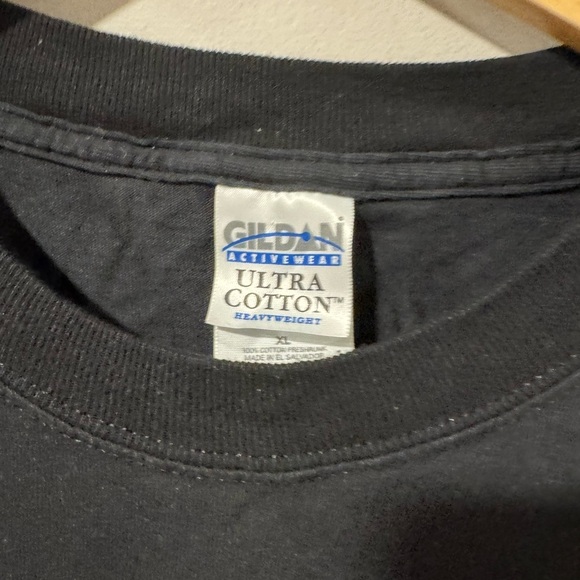 GILDAN®
ACTIVEWEAR
ULTRA
COTTON™
HEAVYWEIGHT
XL
100% COTTON PRESHRUNK
MADE IN EL SALVADOR